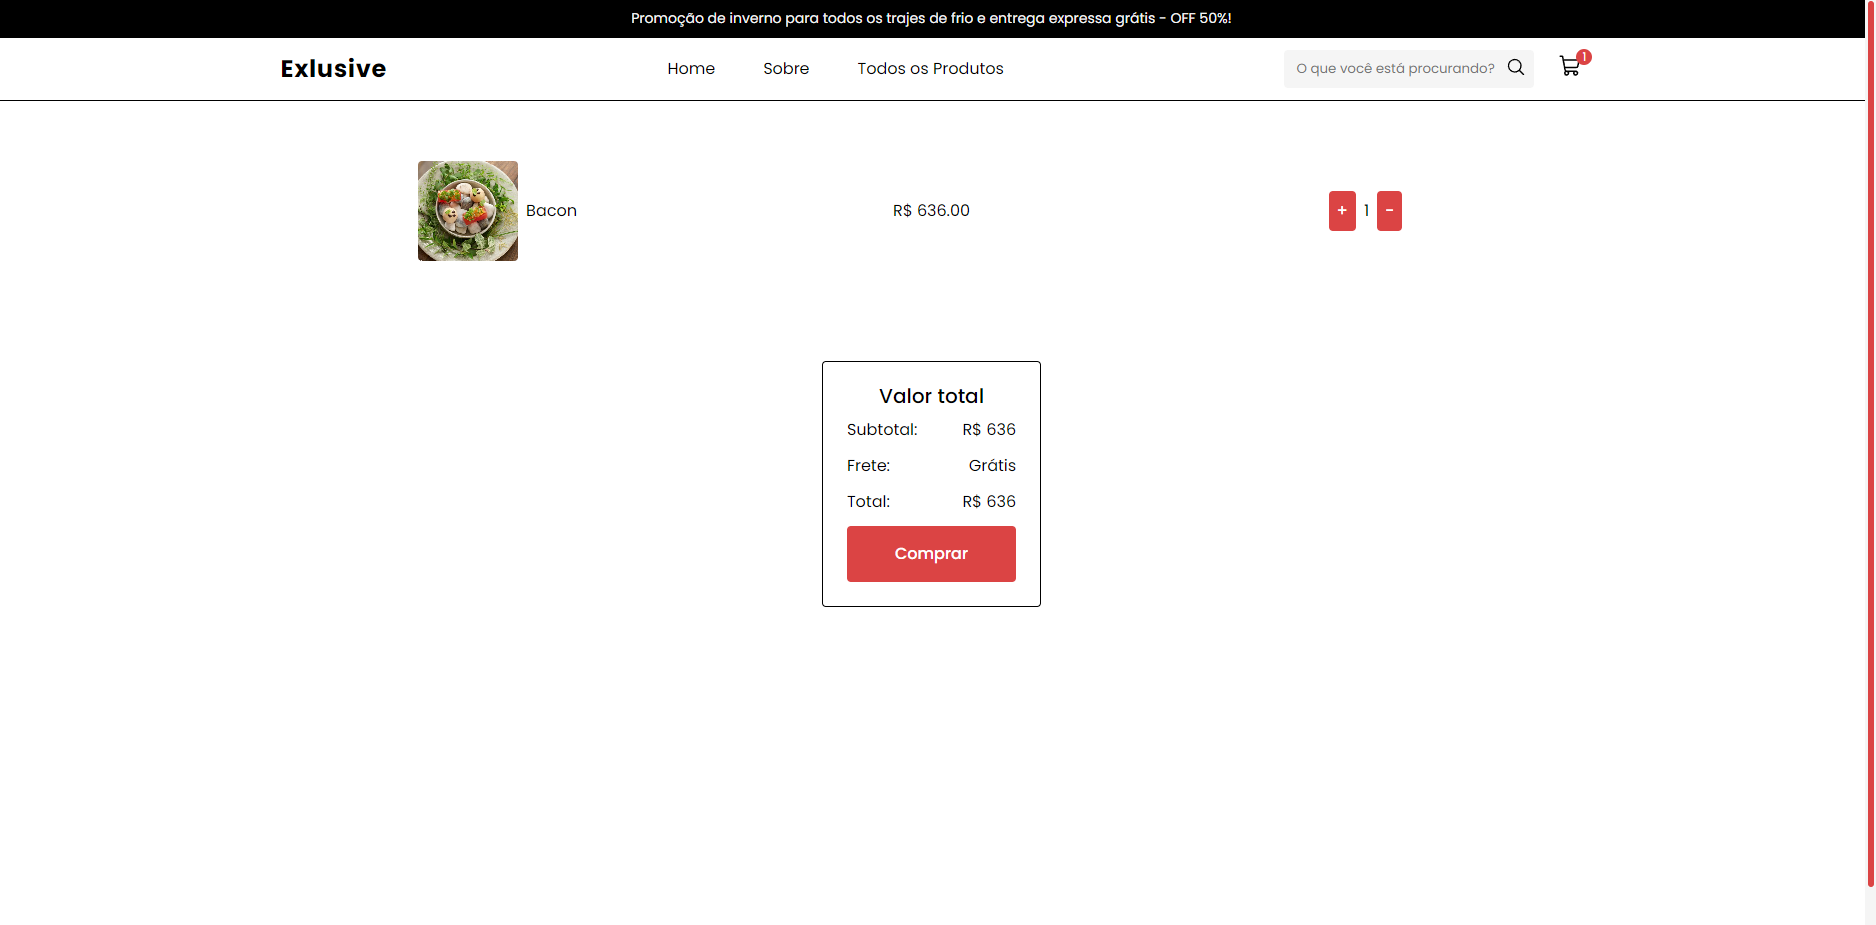 Promoção de inverno para todos os trajes de frio e entrega expressa grátis - OFF 50%!
Exlusive
Home
Sobre
Todos os Produtos
O que você está procurando?
1
Bacon
R$ 636.00
+ 1 -
Valor total
Subtotal: R$ 636
Frete: Grátis
Total: R$ 636
Comprar